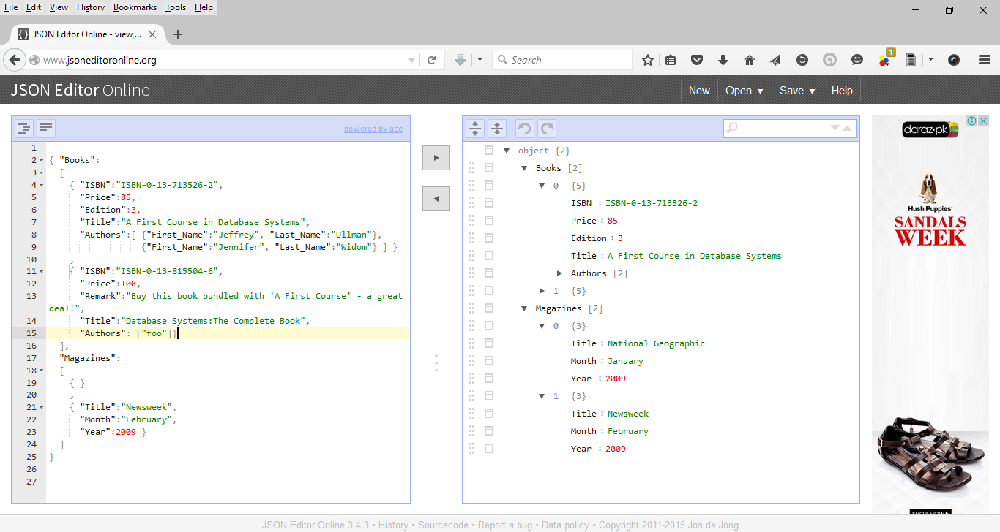 File Edit View History Bookmarks Tools Help
JSON Editor Online - view,...
www.jsoneditoronline.org
Search
1
JSON Editor Online
New Open Save Help
powered by ace
1
2 { "Books":
3 [
4 { "ISBN":"ISBN-0-13-713526-2",
5 "Price":85,
6 "Edition":3,
7 "Title":"A First Course in Database Systems",
8 "Authors":[ {"First_Name":"Jeffrey", "Last_Name":"Ullman"},
9 {"First_Name":"Jennifer", "Last_Name":"Widom"} ] }
10 ,
11 { "ISBN":"ISBN-0-13-815504-6",
12 "Price":100,
13 "Remark":"Buy this book bundled with 'A First Course' - a great
deal!",
14 "Title":"Database Systems:The Complete Book",
15 "Authors": ["foo"]}
16 ],
17 "Magazines":
18 [
19 { }
20 ,
21 { "Title":"Newsweek",
22 "Month":"February",
23 "Year":2009 }
24 ]
25 }
26
27
object {2}
Books [2]
0 {5}
ISBN : ISBN-0-13-713526-2
Price : 85
Edition : 3
Title : A First Course in Database Systems
Authors [2]
1 {5}
Magazines [2]
0 {3}
Title : National Geographic
Month : January
Year : 2009
1 {3}
Title : Newsweek
Month : February
Year : 2009
daraz.pk
Hush Puppies
SANDALS
WEEK
SHOP NOW
JSON Editor Online 3.4.3 • History • Sourcecode • Report a bug • Data policy • Copyright 2011-2015 Jos de Jong